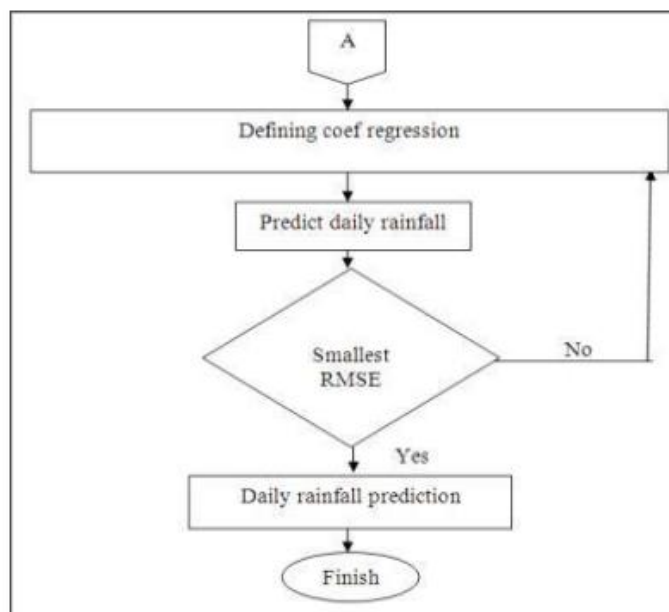 A
Defining coef regression
Predict daily rainfall
Smallest
RMSE
No
Yes
Daily rainfall prediction
Finish